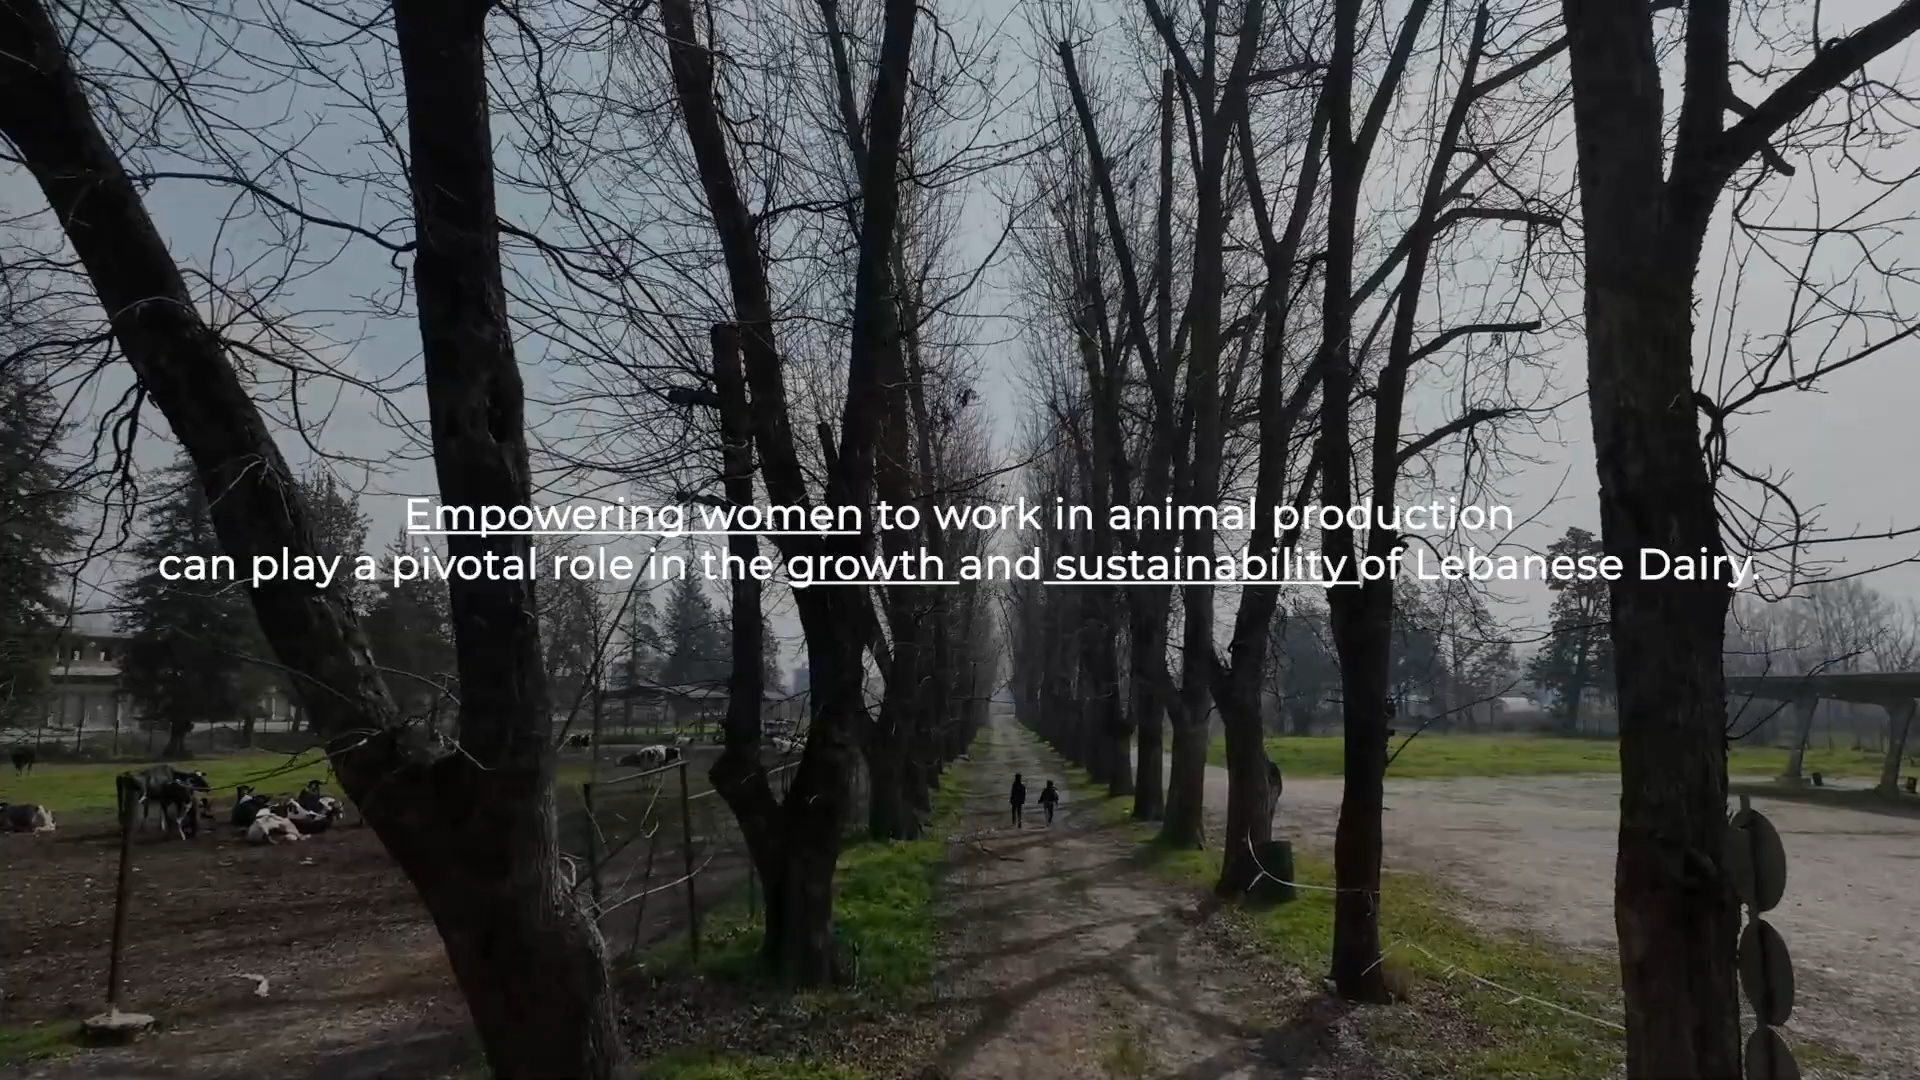 Empowering women to work in animal production
can play a pivotal role in the growth and sustainability of Lebanese Dairy.